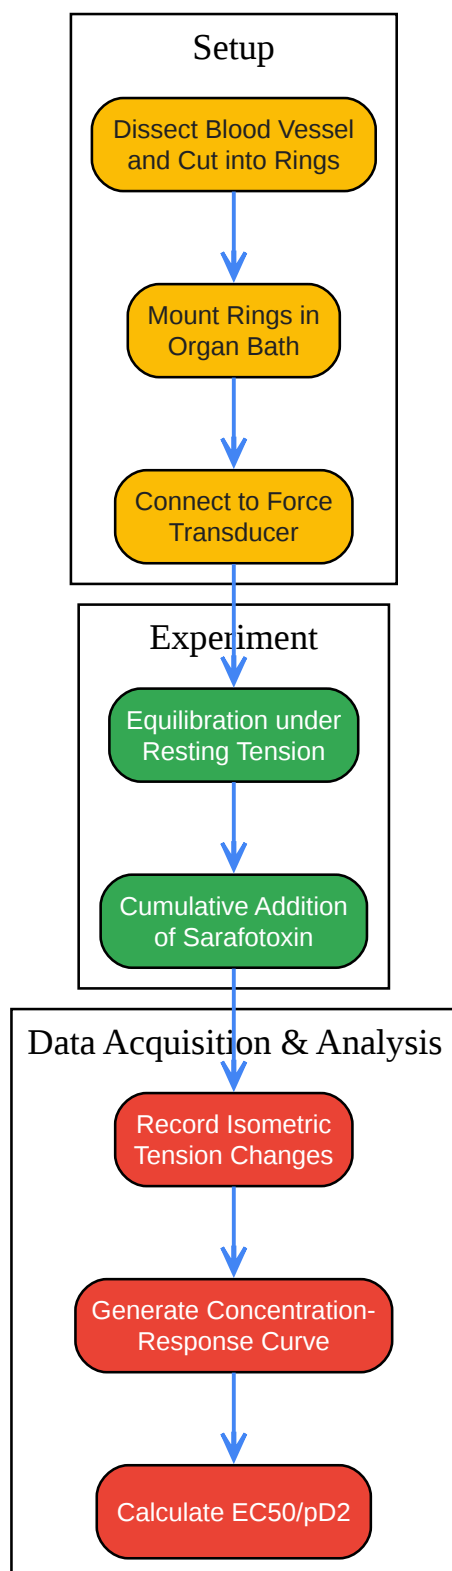 Setup
Dissect Blood Vessel
and Cut into Rings
Mount Rings in
Organ Bath
Connect to Force
Transducer
Experiment
Equilibration under
Resting Tension
Cumulative Addition
of Sarafotoxin
Data Acquisition & Analysis
Record Isometric
Tension Changes
Generate Concentration-
Response Curve
Calculate EC50/pD2